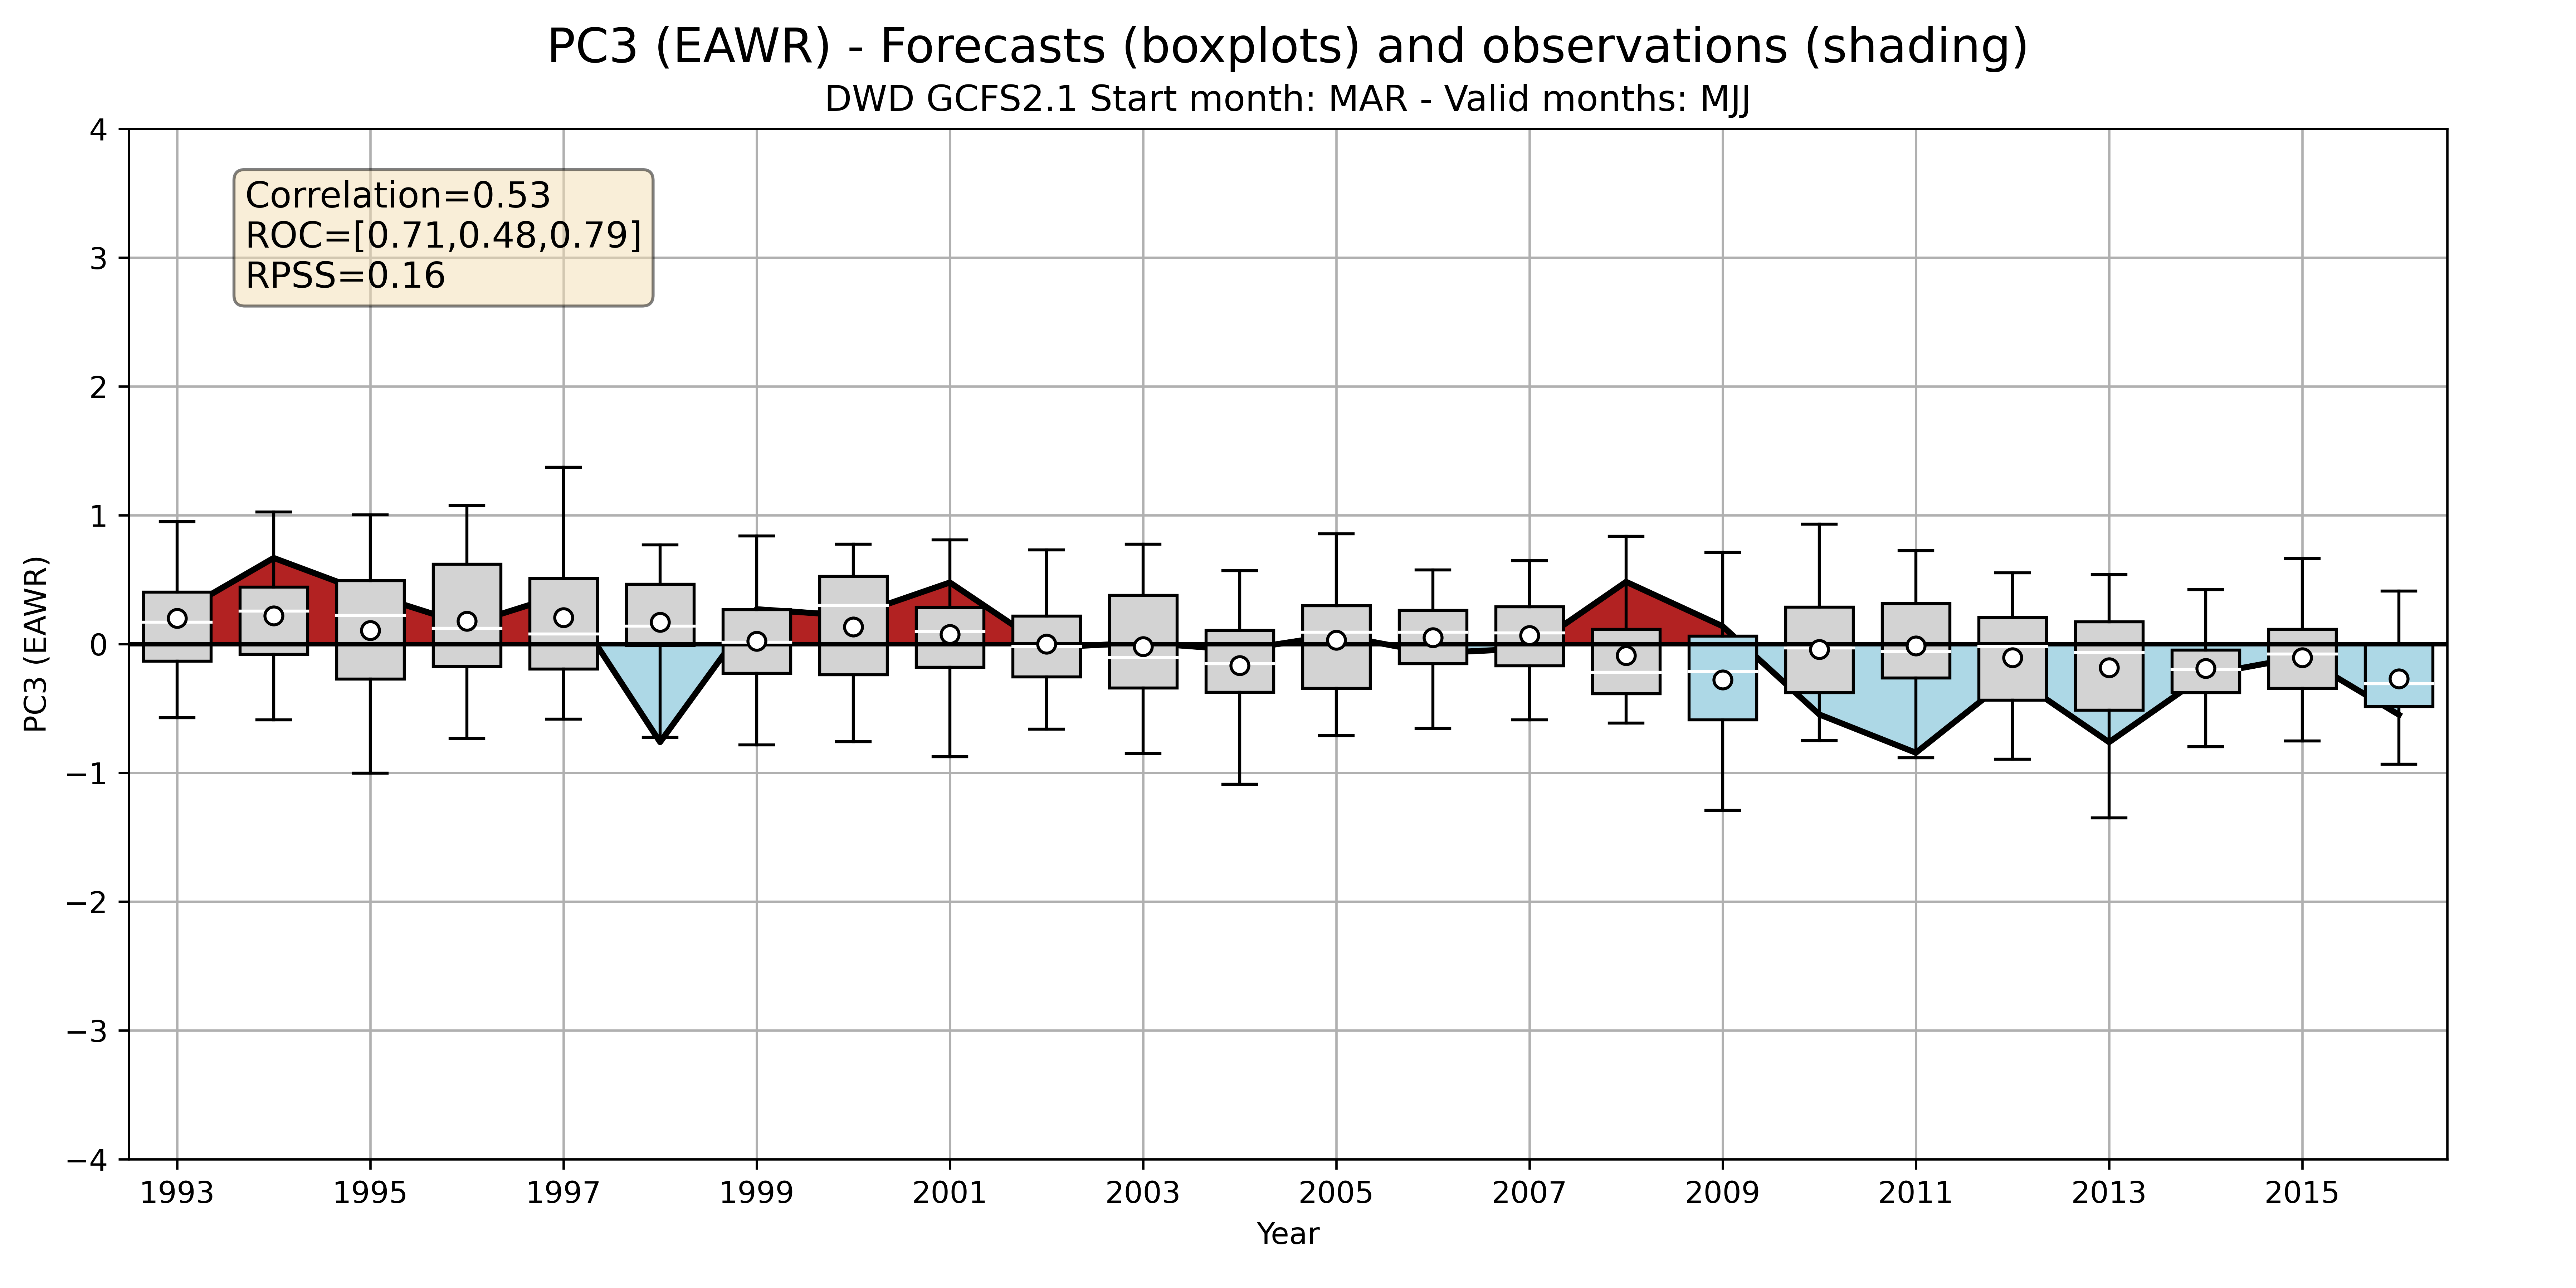 PC3 (EAWR) - Forecasts (boxplots) and observations (shading)
DWD GCFS2.1 Start month: MAR - Valid months: MJJ
Correlation=0.53
ROC=[0.71,0.48,0.79]
RPSS=0.16
PC3 (EAWR)
4
3
2
1
0
−1
−2
−3
−4
1993 1995 1997 1999 2001 2003 2005 2007 2009 2011 2013 2015
Year